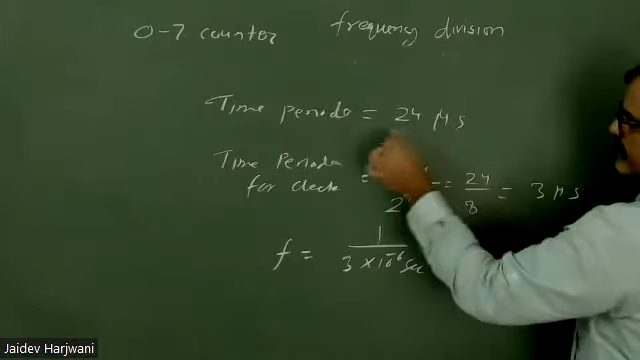 0-7 counter frequency division
Time periods = 24 μs
Time Periods
for clock = 2 = 24/8 = 3 μs
f = 1/3×10⁻⁶ sec
Jaidev Harjwani